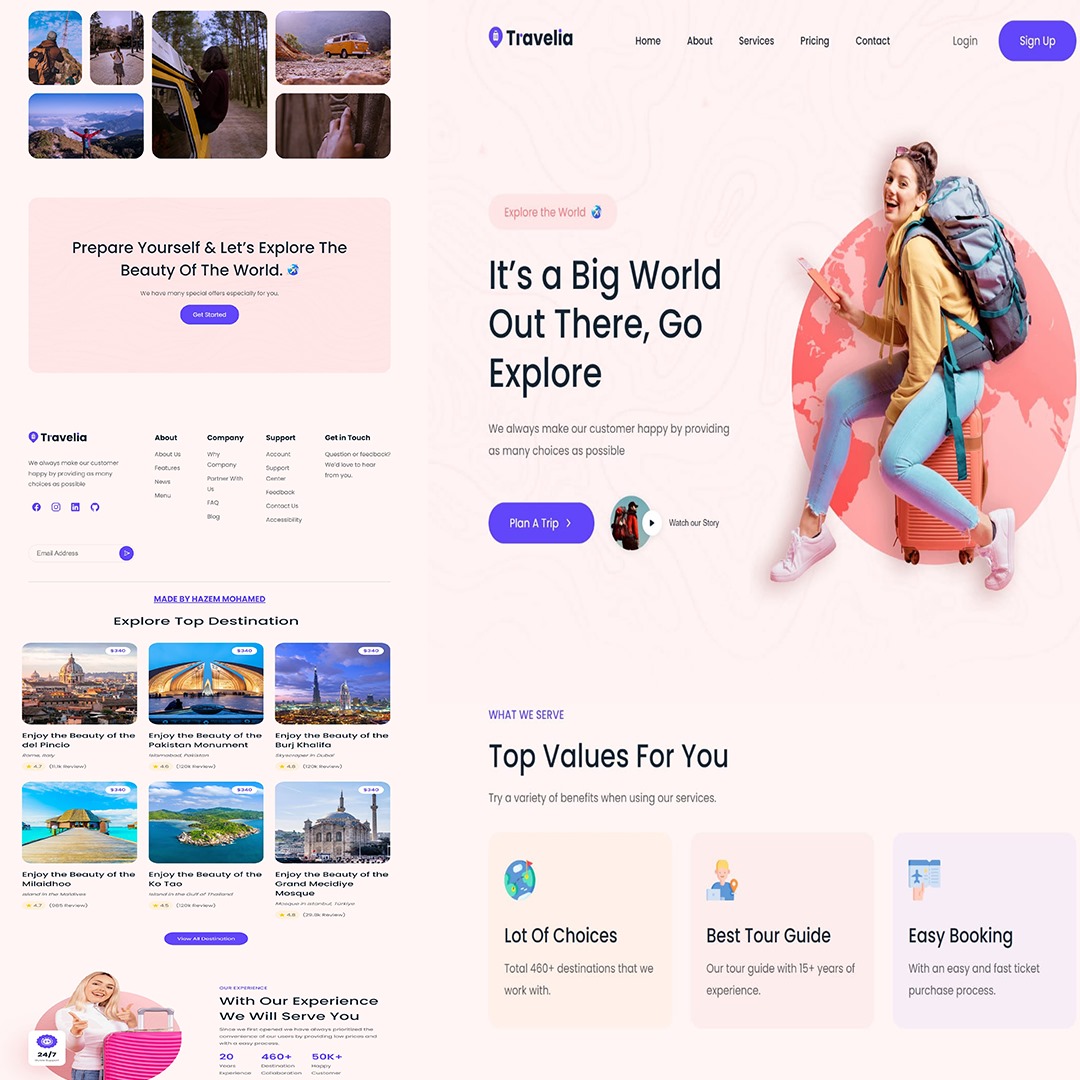 Travelia
Home
About
Services
Pricing
Contact
Login
Sign Up
Explore the World
It's a Big World
Out There, Go
Explore
We always make our customer happy by providing
as many choices as possible
Plan A Trip
Watch our Story
WHAT WE SERVE
Top Values For You
Try a variety of benefits when using our services.
Lot Of Choices
Total 460+ destinations that we
work with.
Best Tour Guide
Our tour guide with 15+ years of
experience.
Easy Booking
With an easy and fast ticket
purchase process.
Prepare Yourself & Let's Explore The
Beauty Of The World.
We have many special offers especially for you.
Get Started
Travelia
We always make our customer
happy by providing as many
choices as possible
Email Address
About
About Us
Features
News
Menu
Company
Why
Company
Partner With
Us
FAQ
Blog
Support
Account
Support
Center
Feedback
Contact Us
Accessibility
Get in Touch
Question or feedback?
We'd love to hear
from you.
MADE BY HAZEM MOHAMED
Explore Top Destination
$340
Enjoy the Beauty of the
del Pincio
Rome, Italy
4.7 (11.1k Review)
$340
Enjoy the Beauty of the
Pakistan Monument
Islamabad, Pakistan
4.6 (120k Review)
$340
Enjoy the Beauty of the
Burj Khalifa
Skyscraper in Dubai
4.8 (120k Review)
$340
Enjoy the Beauty of the
Milaidhoo
Island in the Maldives
4.7 (985 Review)
$340
Enjoy the Beauty of the
Ko Tao
Island in the Gulf of Thailand
4.5 (120k Review)
$340
Enjoy the Beauty of the
Grand Mecidiye
Mosque
Mosque in Istanbul, Türkiye
4.8 (29.8k Review)
View All Destination
OUR EXPERIENCE
With Our Experience
We Will Serve You
Since we first opened we have always prioritized the
convenience of our users by providing low prices and
with a easy process.
20
Years
Experience
460+
Destination
Collaboration
50K+
Happy
Customer
24/7